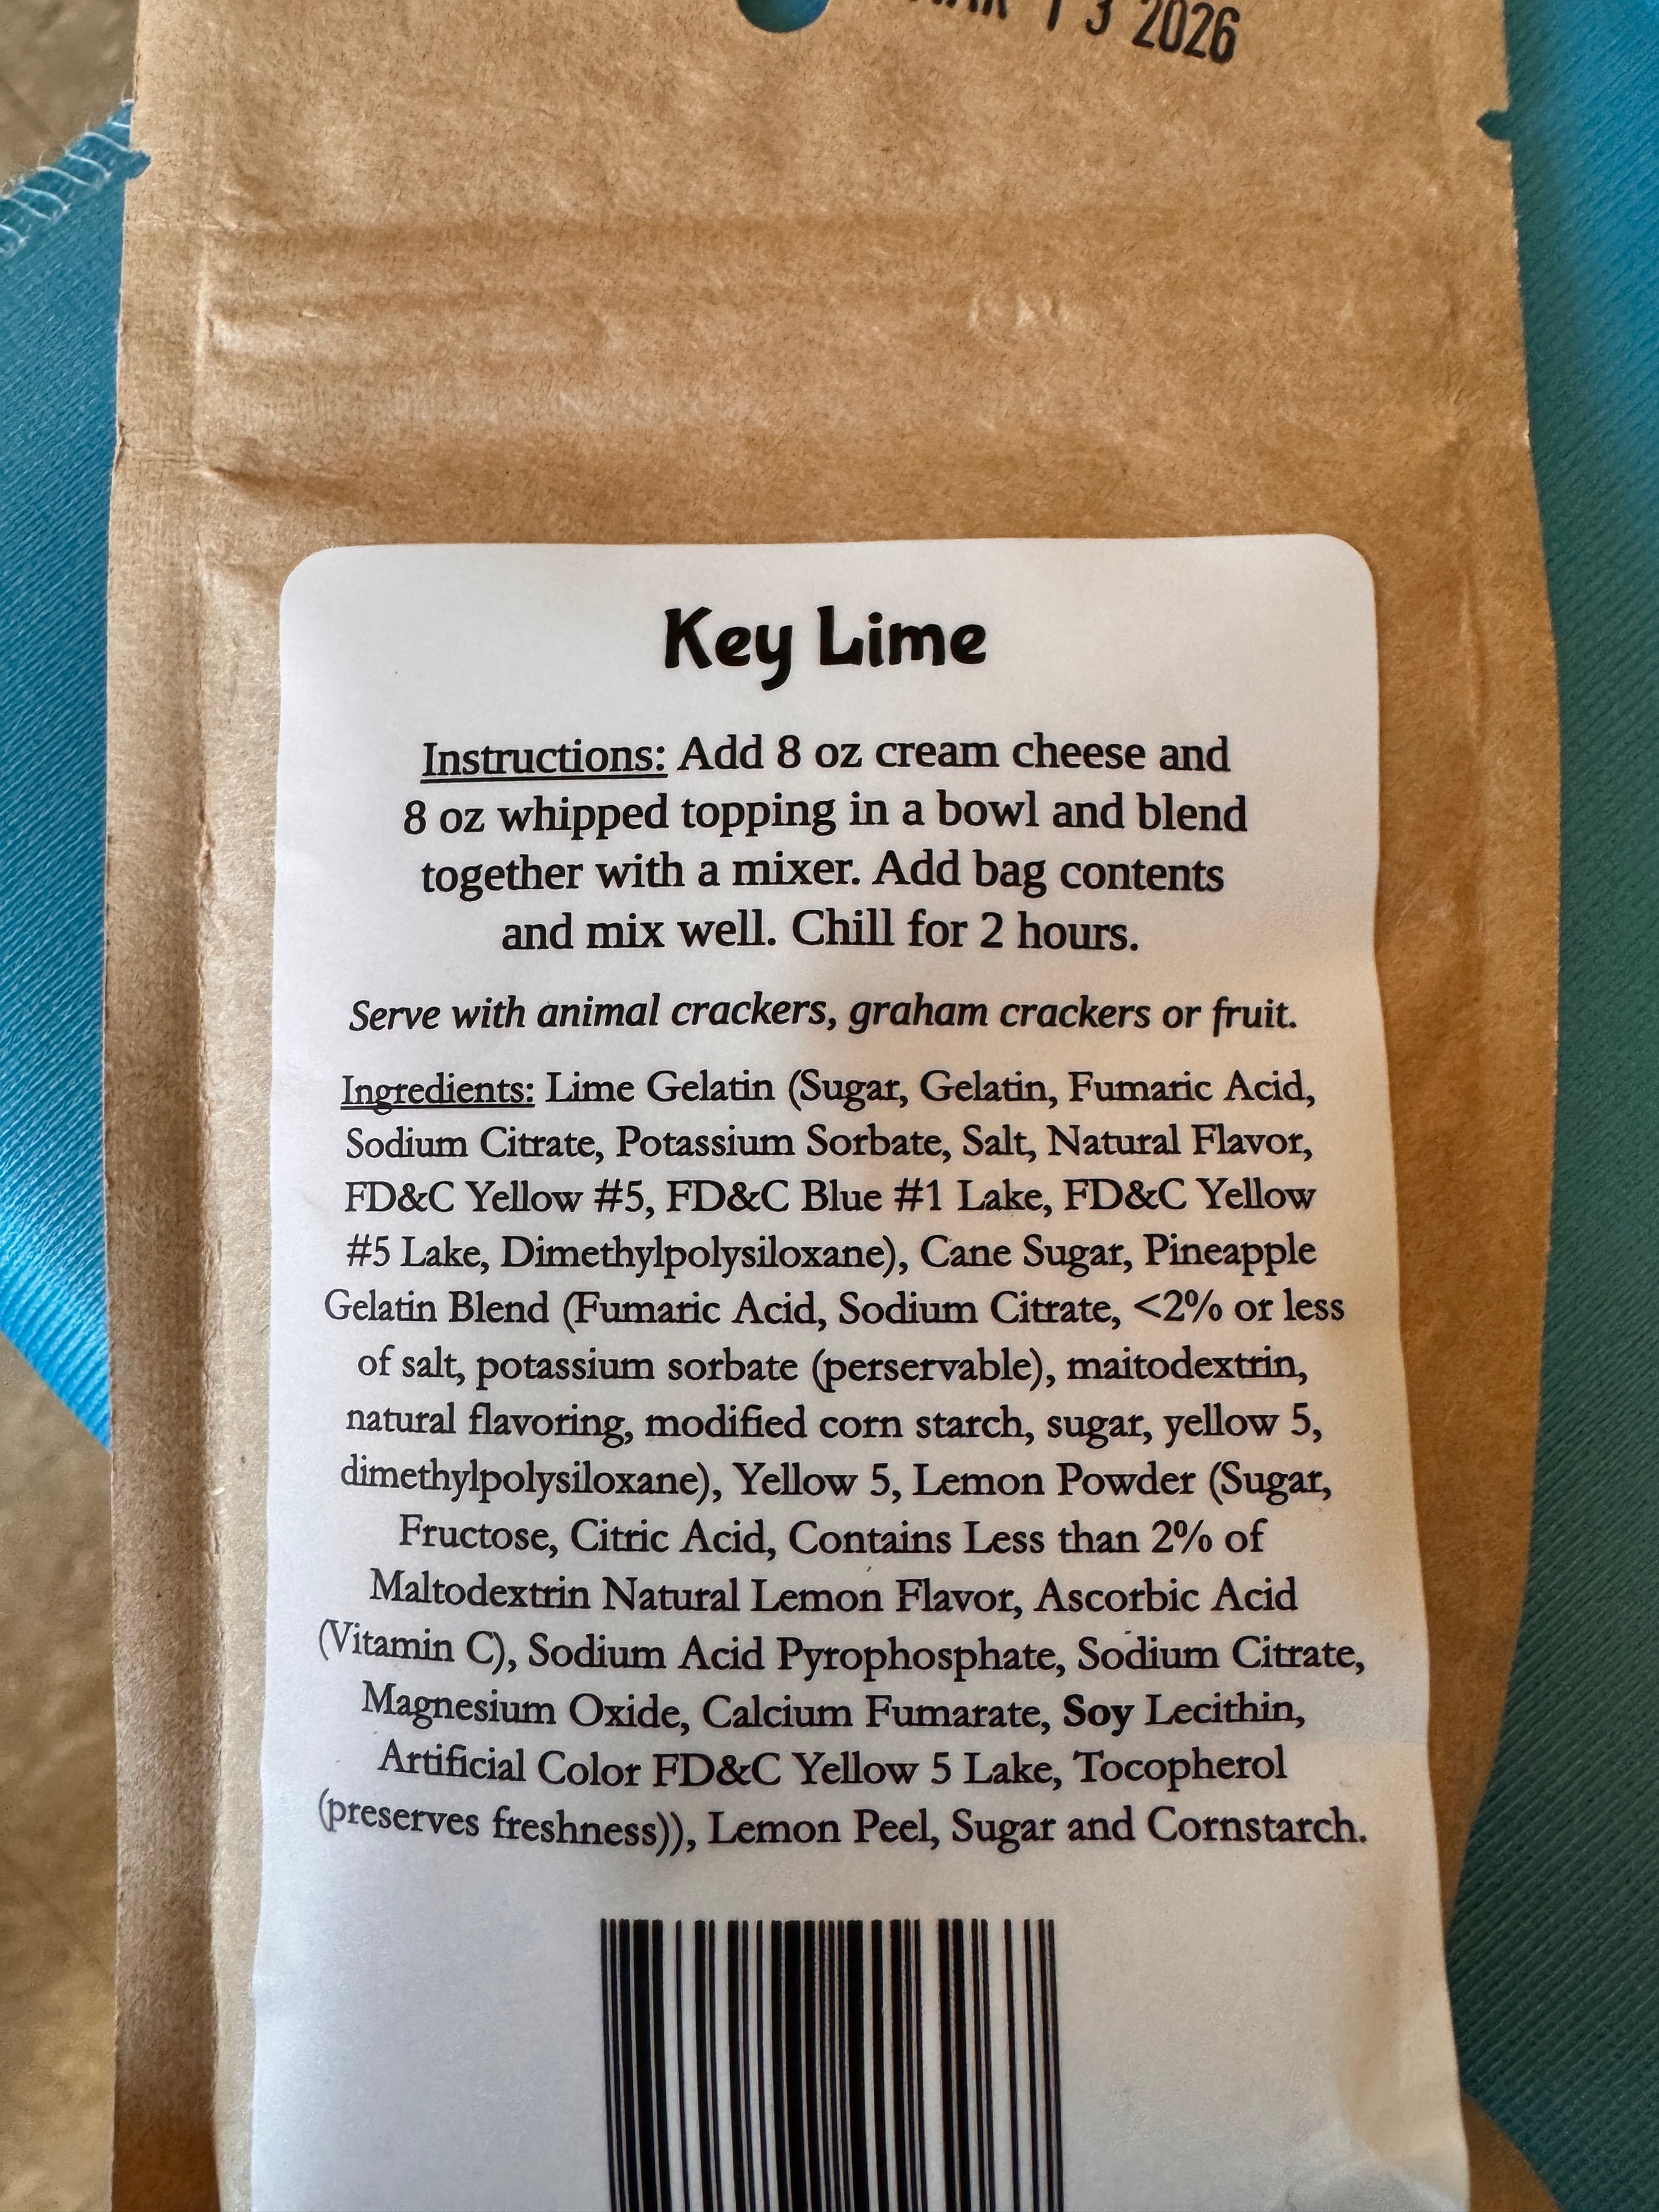 13 2026
Key Lime
Instructions: Add 8 oz cream cheese and
8 oz whipped topping in a bowl and blend
together with a mixer. Add bag contents
and mix well. Chill for 2 hours.
Serve with animal crackers, graham crackers or fruit.
Ingredients: Lime Gelatin (Sugar, Gelatin, Fumaric Acid,
Sodium Citrate, Potassium Sorbate, Salt, Natural Flavor,
FD&C Yellow #5, FD&C Blue #1 Lake, FD&C Yellow
#5 Lake, Dimethylpolysiloxane), Cane Sugar, Pineapple
Gelatin Blend (Fumaric Acid, Sodium Citrate, <2% or less
of salt, potassium sorbate (perservable), maitodextrin,
natural flavoring, modified corn starch, sugar, yellow 5,
dimethylpolysiloxane), Yellow 5, Lemon Powder (Sugar,
Fructose, Citric Acid, Contains Less than 2% of
Maltodextrin Natural Lemon Flavor, Ascorbic Acid
(Vitamin C), Sodium Acid Pyrophosphate, Sodium Citrate,
Magnesium Oxide, Calcium Fumarate, Soy Lecithin,
Artificial Color FD&C Yellow 5 Lake, Tocopherol
(preserves freshness)), Lemon Peel, Sugar and Cornstarch.